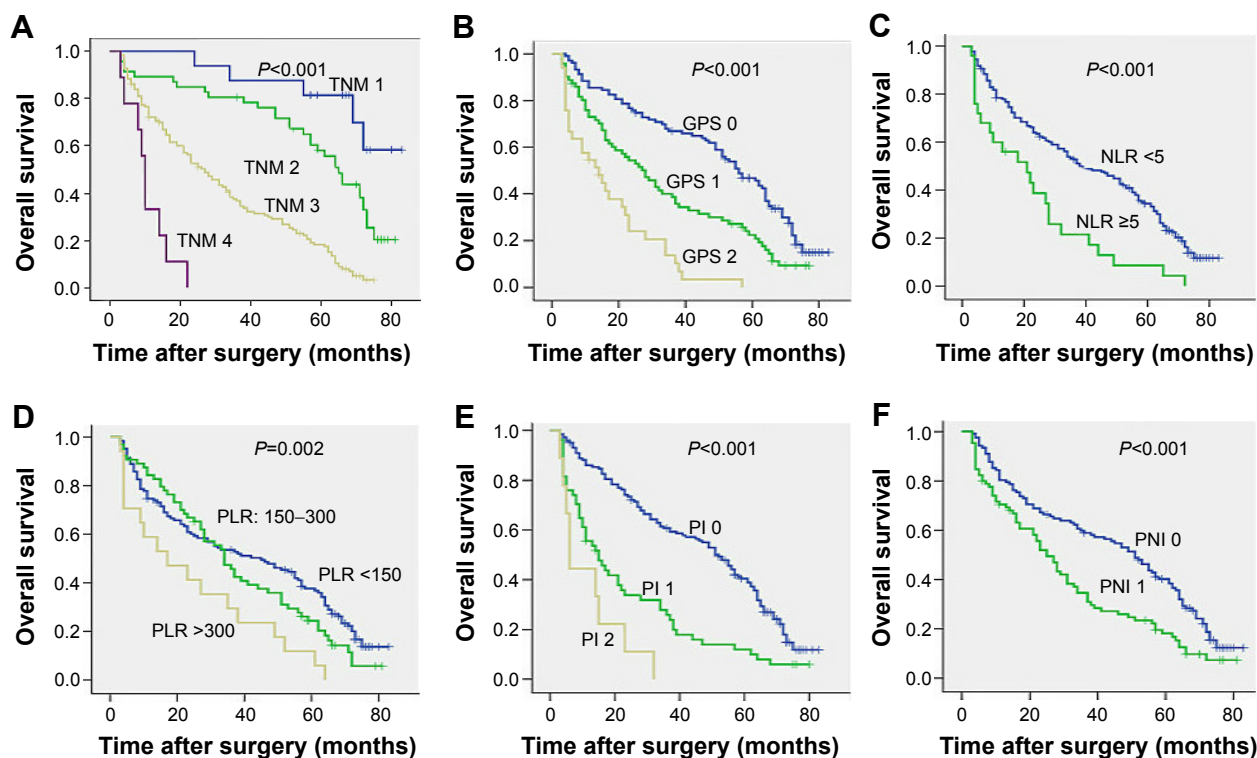 A
Overall survival
1.0
0.8
0.6
0.4
0.2
0.0
P<0.001
TNM 1
TNM 2
TNM 3
TNM 4
0 20 40 60 80
Time after surgery (months)
B
Overall survival
1.0
0.8
0.6
0.4
0.2
0.0
P<0.001
GPS 0
GPS 1
GPS 2
0 20 40 60 80
Time after surgery (months)
C
Overall survival
1.0
0.8
0.6
0.4
0.2
0.0
P<0.001
NLR <5
NLR ≥5
0 20 40 60 80
Time after surgery (months)
D
Overall survival
1.0
0.8
0.6
0.4
0.2
0.0
P=0.002
PLR: 150–300
PLR <150
PLR >300
0 20 40 60 80
Time after surgery (months)
E
Overall survival
1.0
0.8
0.6
0.4
0.2
0.0
P<0.001
PI 0
PI 1
PI 2
0 20 40 60 80
Time after surgery (months)
F
Overall survival
1.0
0.8
0.6
0.4
0.2
0.0
P<0.001
PNI 0
PNI 1
0 20 40 60 80
Time after surgery (months)